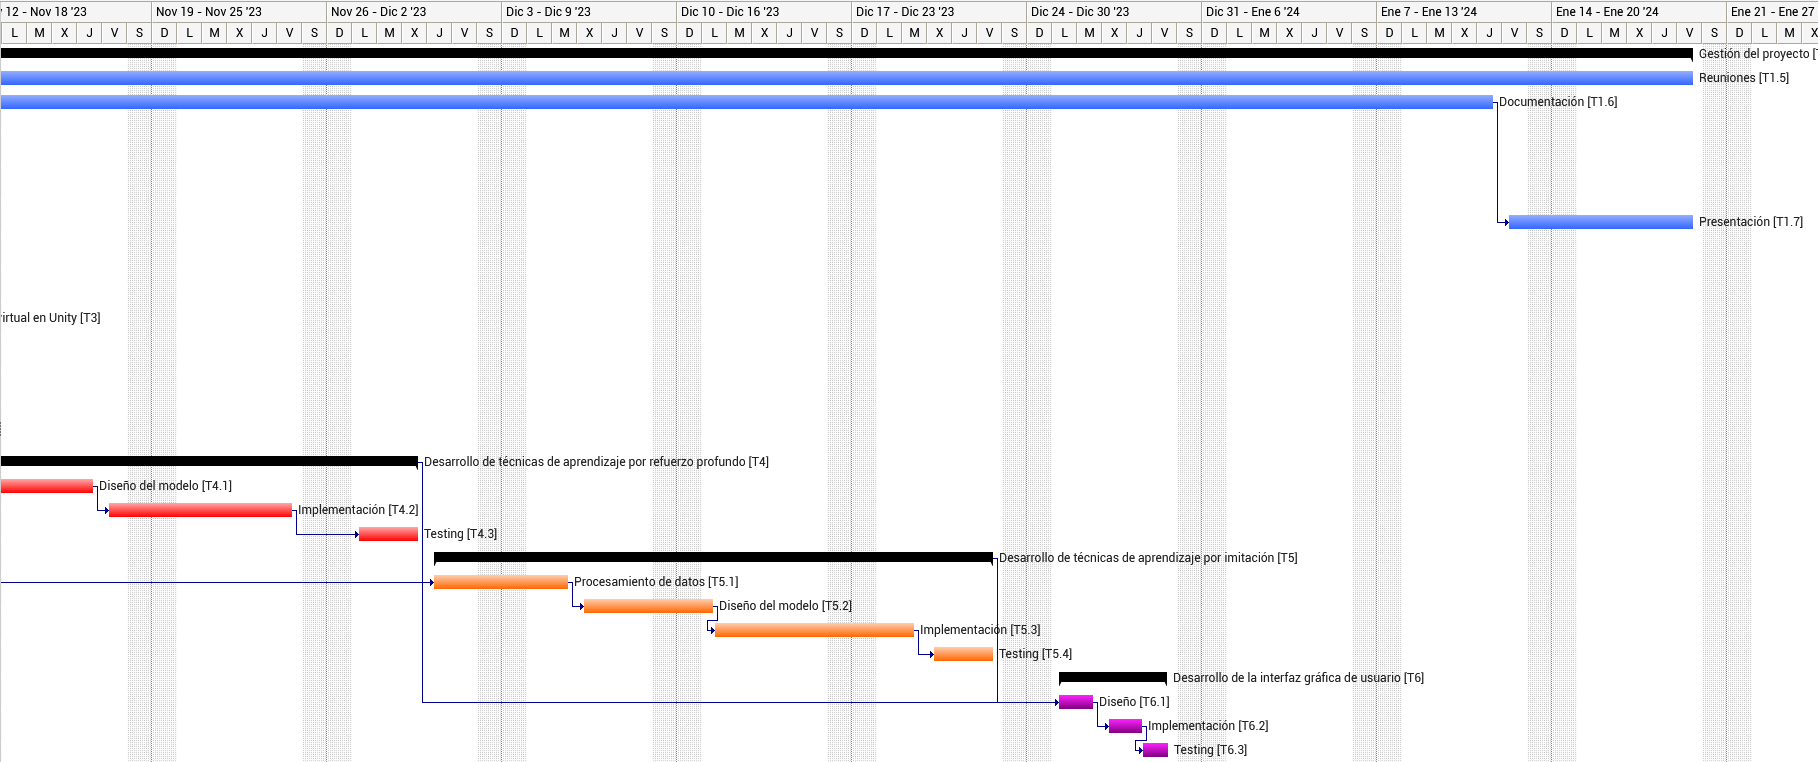 12 - Nov 18 '23 Nov 19 - Nov 25 '23 Nov 26 - Dic 2 '23 Dic 3 - Dic 9 '23 Dic 10 - Dic 16 '23 Dic 17 - Dic 23 '23 Dic 24 - Dic 30 '23 Dic 31 - Ene 6 '24 Ene 7 - Ene 13 '24 Ene 14 - Ene 20 '24 Ene 21 - Ene 27
L M X J V S D L M X J V S D L M X J V S D L M X J V S D L M X J V S D L M X J V S D L M X J V S D L M X J V S D L M X J V S D L M X J V S D L M X
Gestión del proyecto [
Reuniones [T1.5]
Documentación [T1.6]
Presentación [T1.7]
irtual en Unity [T3]
Desarrollo de técnicas de aprendizaje por refuerzo profundo [T4]
Diseño del modelo [T4.1]
Implementación [T4.2]
Testing [T4.3]
Desarrollo de técnicas de aprendizaje por imitación [T5]
Procesamiento de datos [T5.1]
Diseño del modelo [T5.2]
Implementación [T5.3]
Testing [T5.4]
Desarrollo de la interfaz gráfica de usuario [T6]
Diseño [T6.1]
Implementación [T6.2]
Testing [T6.3]